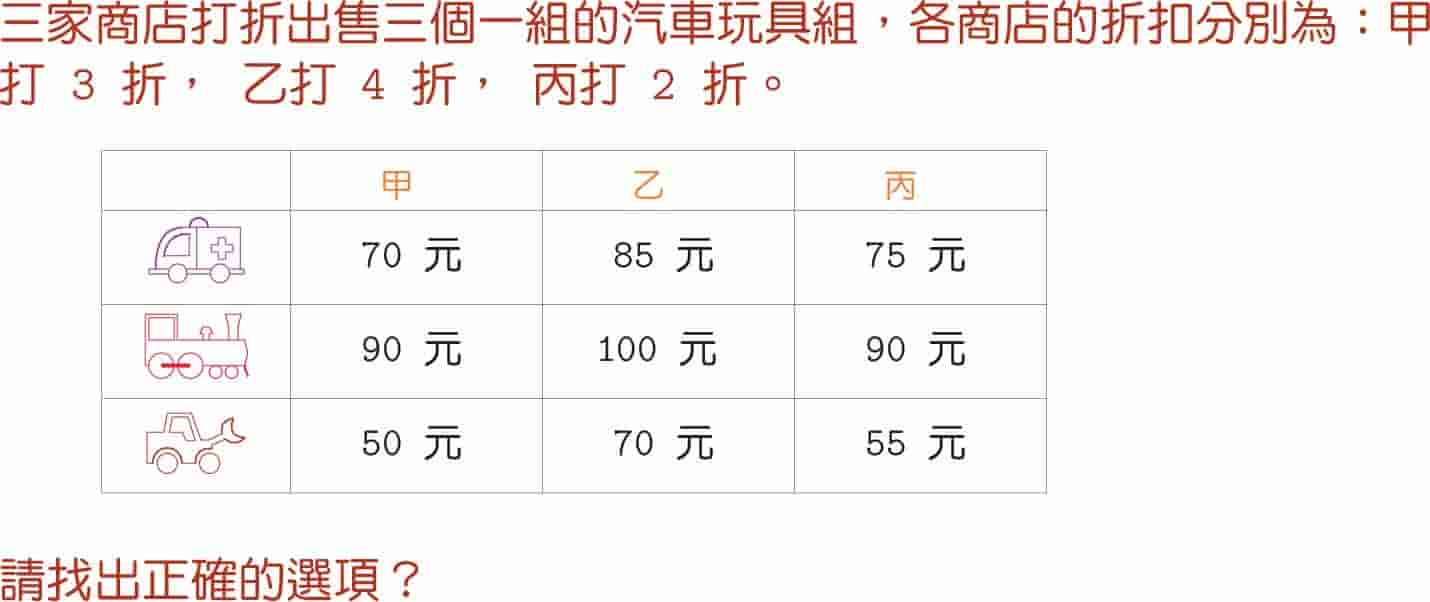 三家商店打折出售三個一組的汽車玩具組，各商店的折扣分別為：甲
打 3 折， 乙打 4 折， 丙打 2 折。
甲 乙 丙
70 元 85 元 75 元
90 元 100 元 90 元
50 元 70 元 55 元
請找出正確的選項？